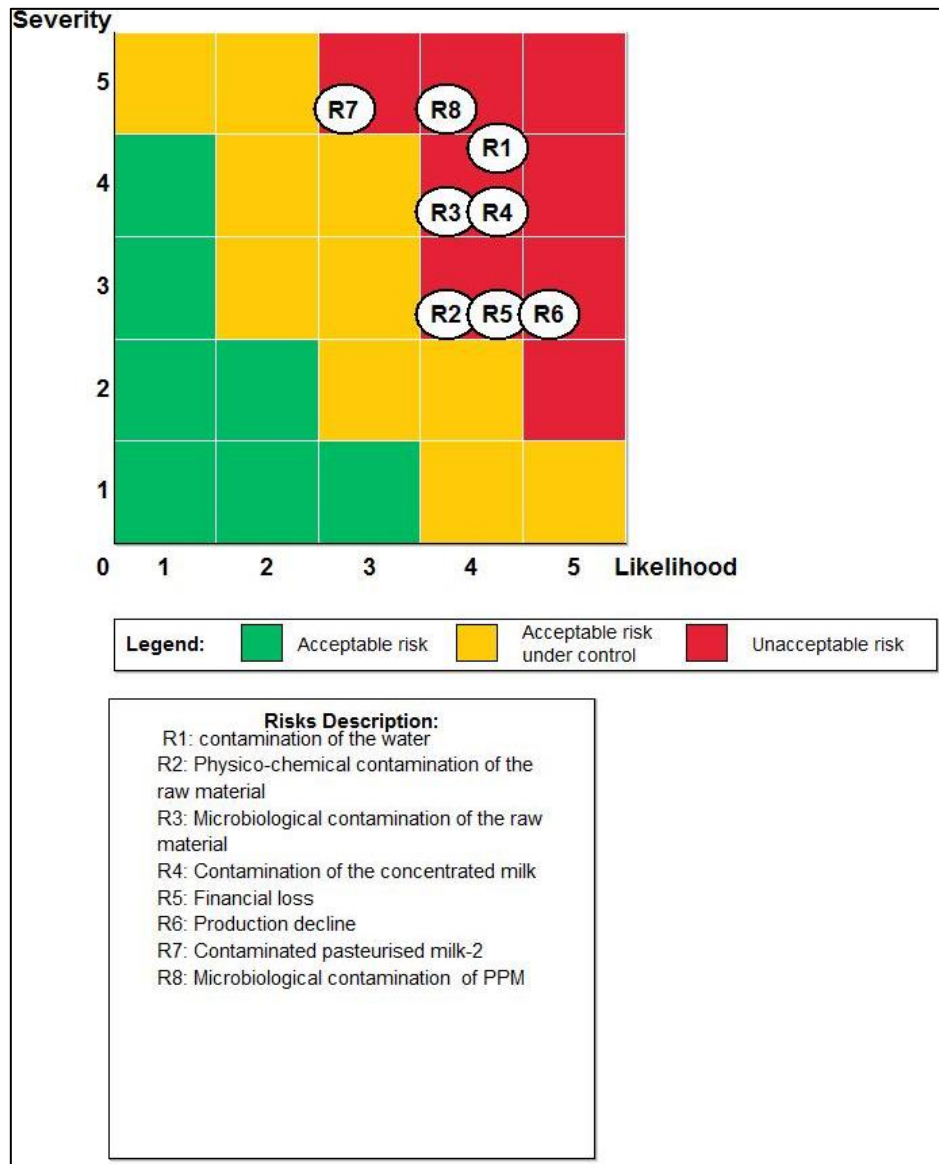 Severity
5
R7 R8
R1
4
R3 R4
3
R2 R5 R6
2
1
0 1 2 3 4 5 Likelihood
Legend: Acceptable risk Acceptable risk under control Unacceptable risk
Risks Description:
R1: contamination of the water
R2: Physico-chemical contamination of the
raw material
R3: Microbiological contamination of the raw
material
R4: Contamination of the concentrated milk
R5: Financial loss
R6: Production decline
R7: Contaminated pasteurised milk-2
R8: Microbiological contamination of PPM